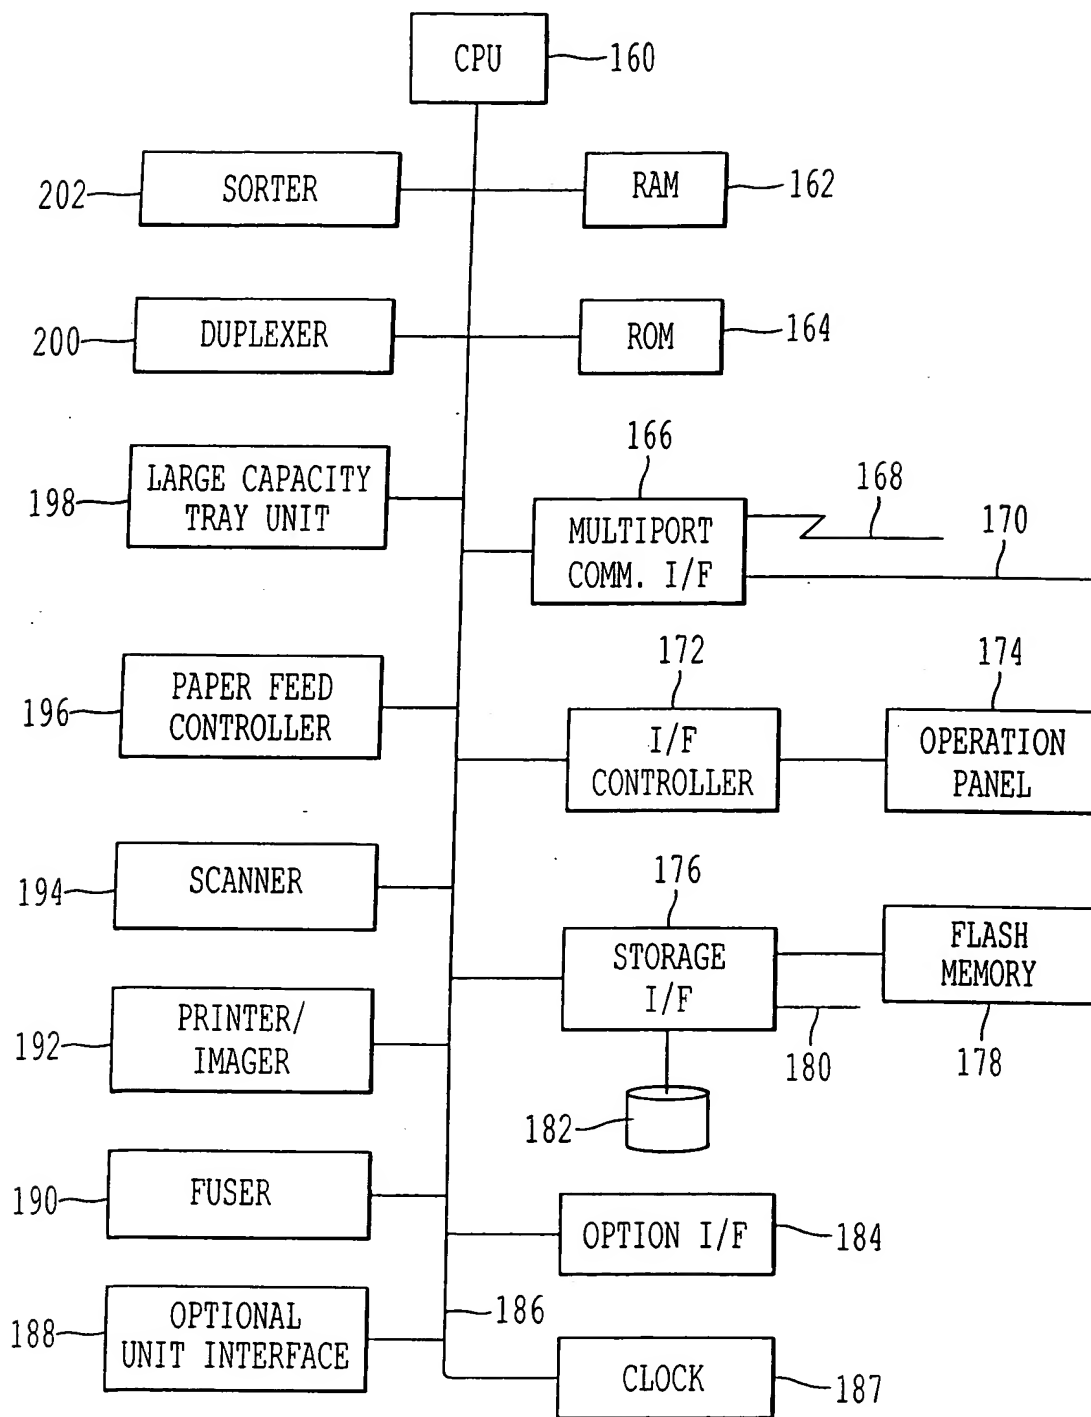 CPU
160
202
SORTER
RAM
162
200
DUPLEXER
ROM
164
198
LARGE CAPACITY
TRAY UNIT
166
MULTIPORT
COMM. I/F
168
170
196
PAPER FEED
CONTROLLER
172
I/F
CONTROLLER
174
OPERATION
PANEL
194
SCANNER
176
STORAGE
I/F
FLASH
MEMORY
180
178
192
PRINTER/
IMAGER
182
190
FUSER
OPTION I/F
184
188
OPTIONAL
UNIT INTERFACE
186
CLOCK
187